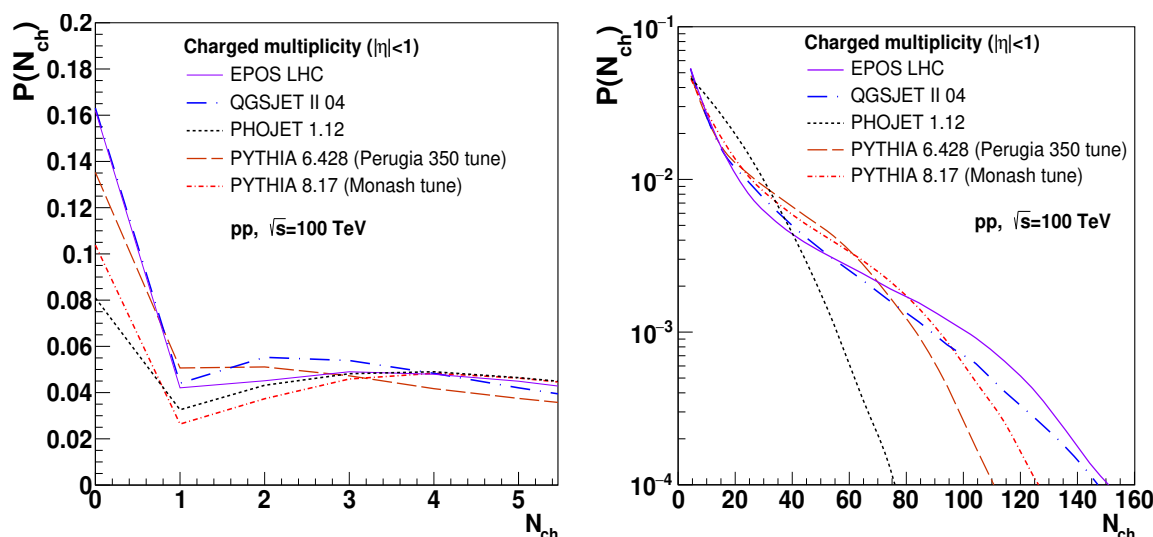 P(N_ch)
0.2
0.18
0.16
0.14
0.12
0.1
0.08
0.06
0.04
0.02
0
Charged multiplicity (|η|<1)
EPOS LHC
QGSJET II 04
PHOJET 1.12
PYTHIA 6.428 (Perugia 350 tune)
PYTHIA 8.17 (Monash tune)
pp, √s=100 TeV
0 1 2 3 4 5
N_ch
P(N_ch)
10⁻¹
10⁻²
10⁻³
10⁻⁴
Charged multiplicity (|η|<1)
EPOS LHC
QGSJET II 04
PHOJET 1.12
PYTHIA 6.428 (Perugia 350 tune)
PYTHIA 8.17 (Monash tune)
pp, √s=100 TeV
0 20 40 60 80 100 120 140 160
N_ch